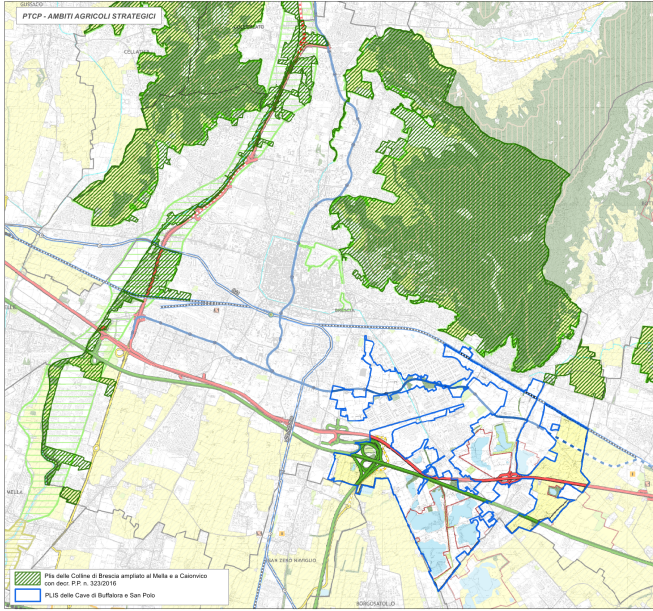 GUSSAGO
PTCP - AMBITI AGRICOLI STRATEGICI
CELLATICA
BRESCIA
SAN ZENO NAVIGLIO
BORGOSATOLLO
Plis delle Colline di Brescia ampliato al Mella e a Caionvico
con decr. P.P. n. 323/2016
PLIS delle Cave di Buffalora e San Polo